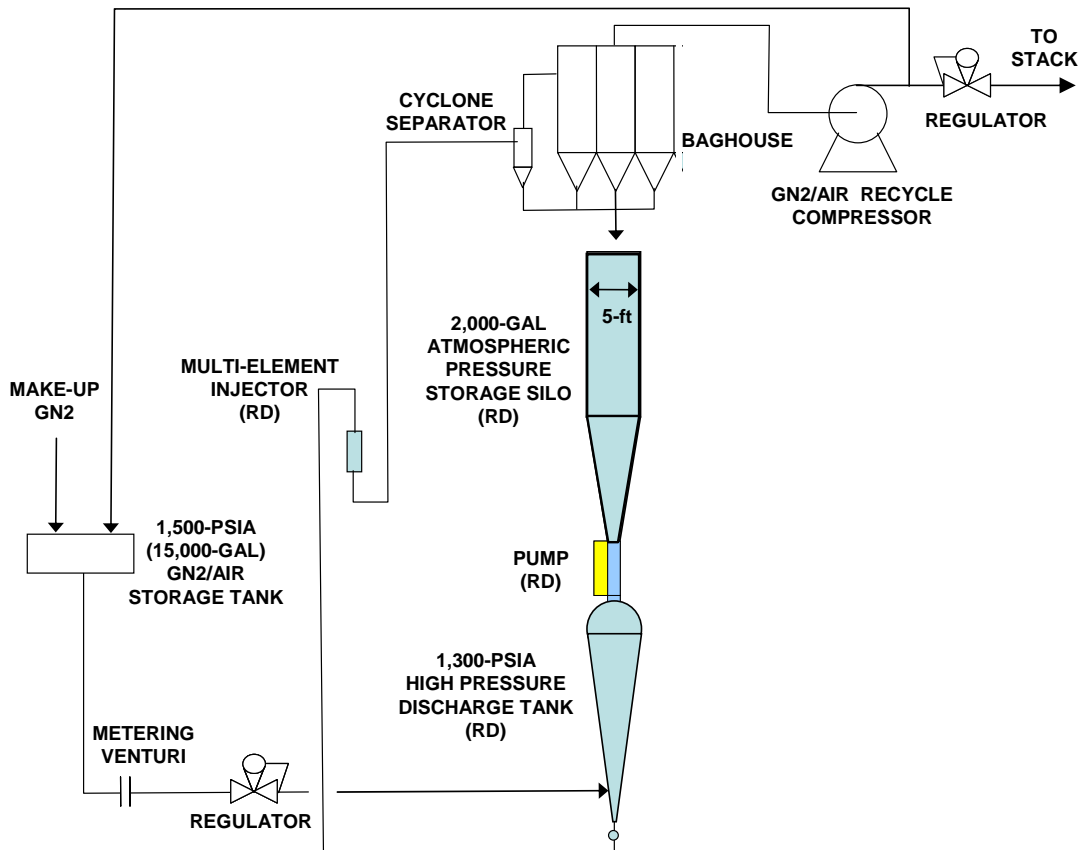 TO
STACK
CYCLONE
SEPARATOR
BAGHOUSE
REGULATOR
GN2/AIR RECYCLE
COMPRESSOR
5-ft
2,000-GAL
ATMOSPHERIC
PRESSURE
STORAGE SILO
(RD)
MULTI-ELEMENT
INJECTOR
(RD)
MAKE-UP
GN2
1,500-PSIA
(15,000-GAL)
GN2/AIR
STORAGE TANK
PUMP
(RD)
1,300-PSIA
HIGH PRESSURE
DISCHARGE TANK
(RD)
METERING
VENTURI
REGULATOR